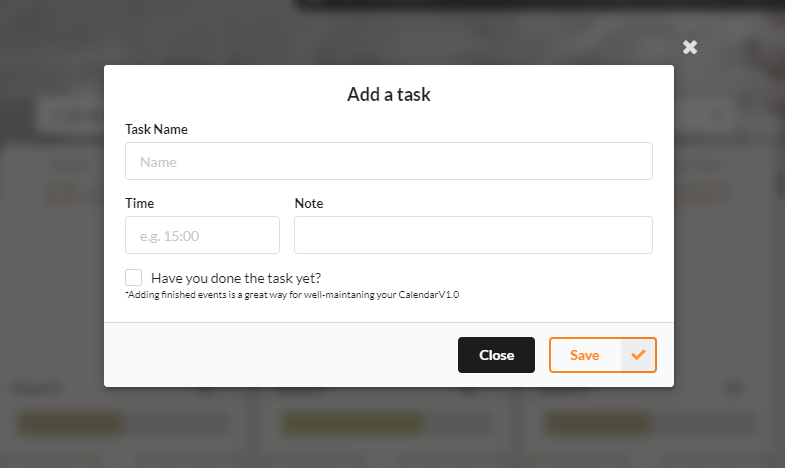 Add a task
Task Name
Name
Time
Note
e.g. 15:00
Have you done the task yet?
*Adding finished events is a great way for well-maintaning your CalendarV1.0
Close
Save